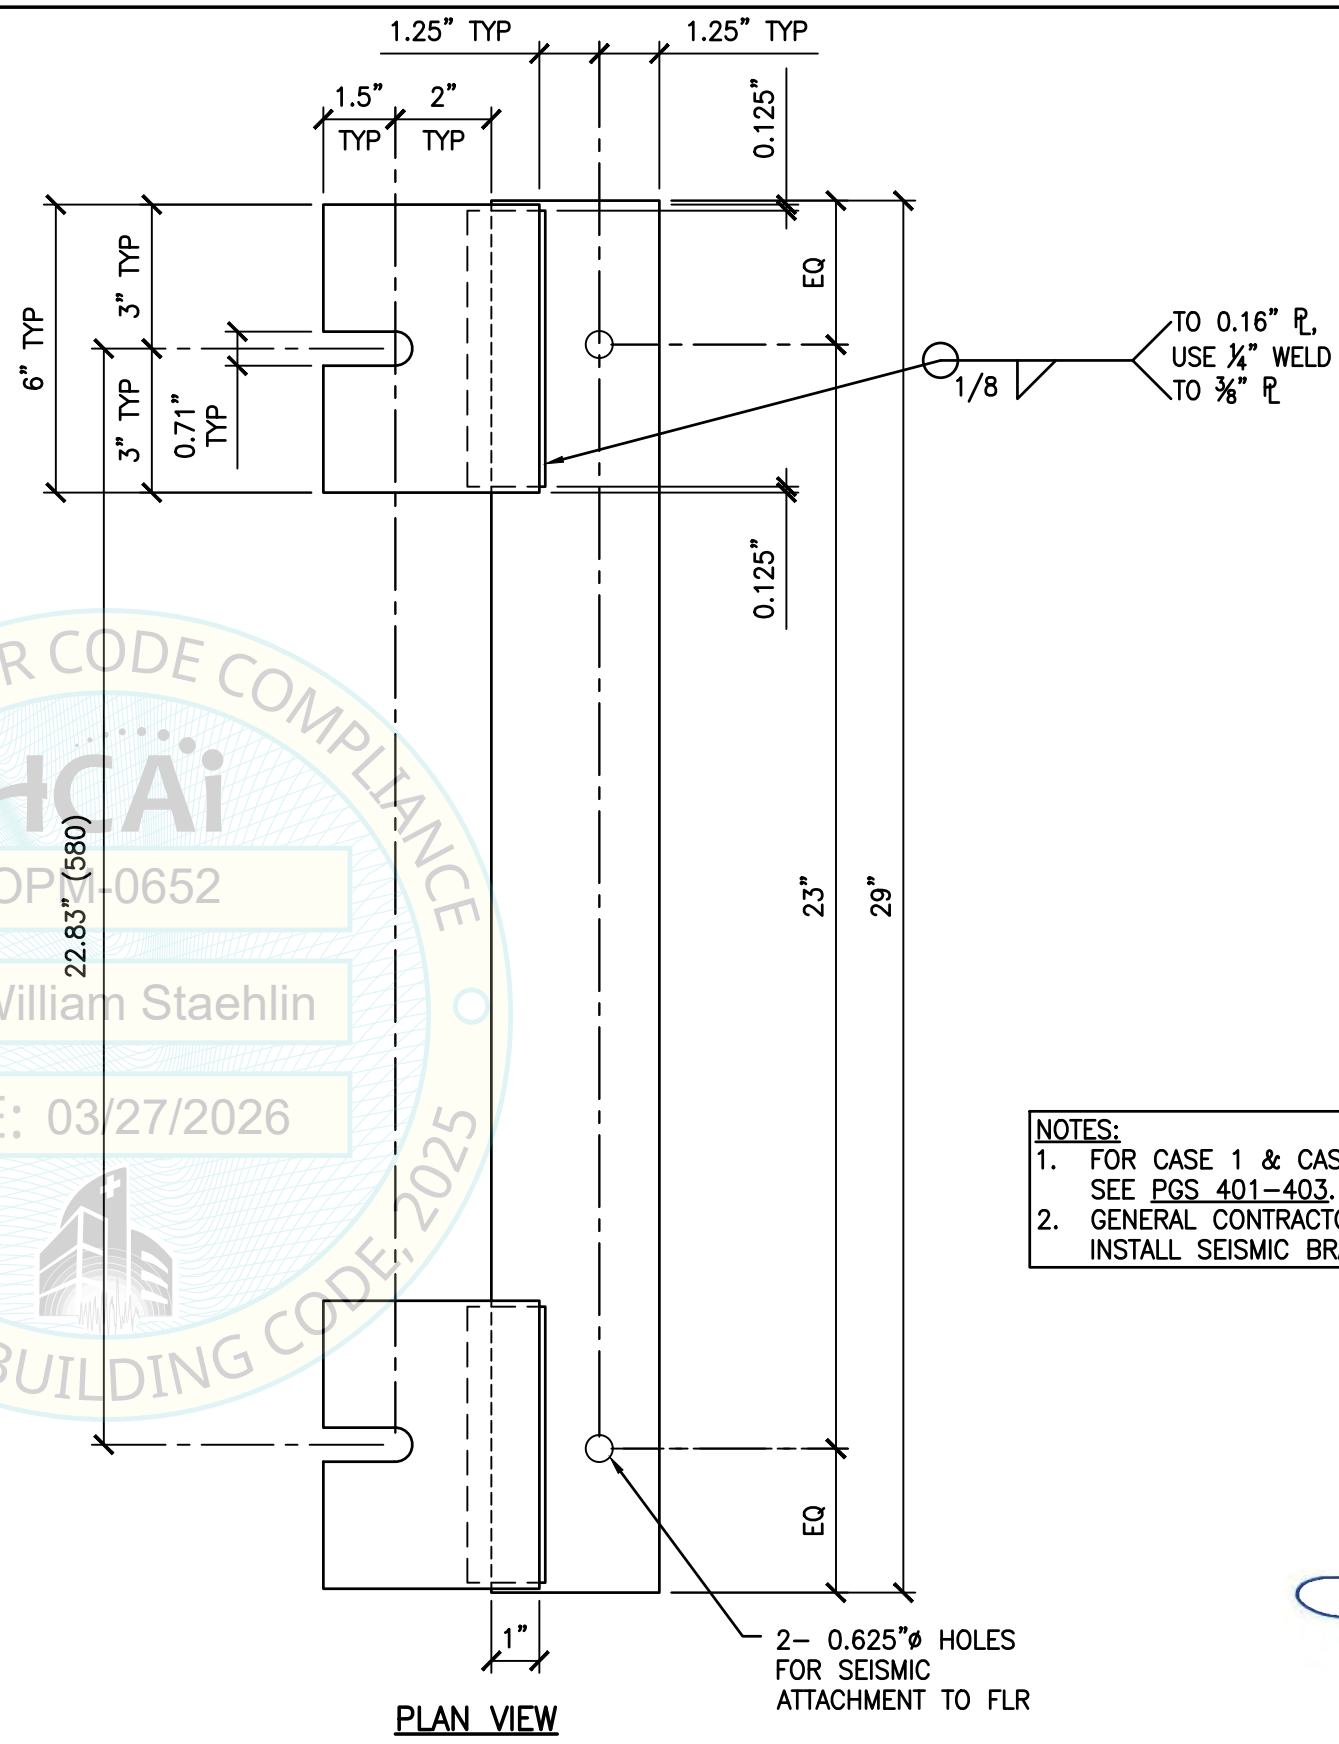 1.25" TYP
1.25" TYP
1.5"
TYP
2"
TYP
0.125"
6" TYP
3" TYP
3" TYP
0.71"
TYP
EQ
TO 0.16" ℄,
USE ¼" WELD
TO ⅜" ℄
1/8
0.125"
R CODE COMPLIANCE
HCAi
22.83" (580)
OPM-0652
William Staehlin
E: 03/27/2026
BUILDING CODE, 2025
23"
29"
NOTES:
1. FOR CASE 1 & CAS
SEE PGS 401-403.
2. GENERAL CONTRACTO
INSTALL SEISMIC BRA
EQ
1"
2- 0.625"ø HOLES
FOR SEISMIC
ATTACHMENT TO FLR
PLAN VIEW